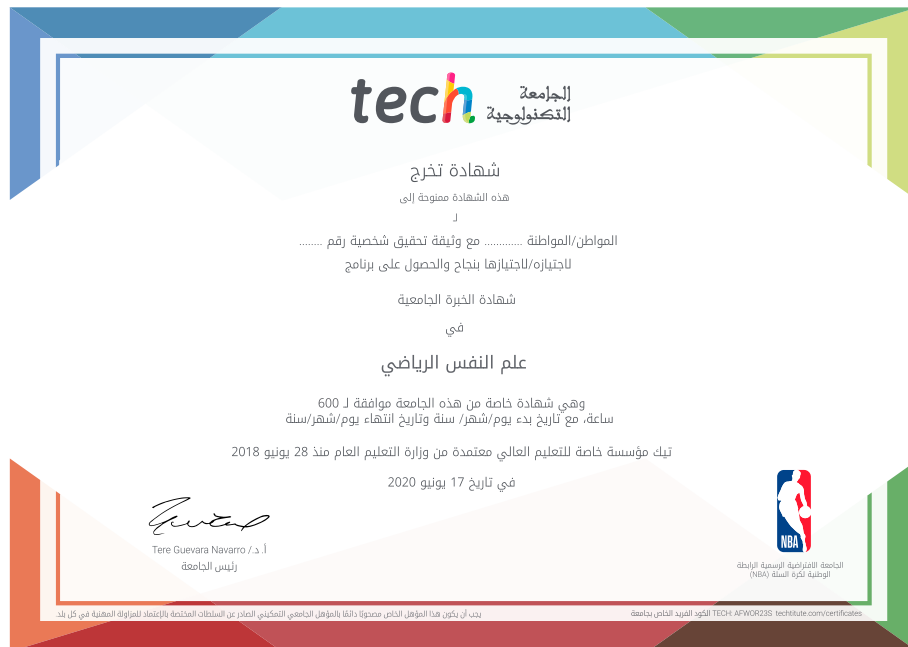 tech الجامعة
التكنولوجية
شهادة تخرج
هذه الشهادة ممنوحة إلى
لـ
المواطن/المواطنة ............. مع وثيقة تحقيق شخصية رقم ........
لاجتيازه/لاجتيازها بنجاح والحصول على برنامج
شهادة الخبرة الجامعية
في
علم النفس الرياضي
وهي شهادة خاصة من هذه الجامعة موافقة لـ 600
ساعة، مع تاريخ بدء يوم/شهر/ سنة وتاريخ انتهاء يوم/شهر/سنة
تيك مؤسسة خاصة للتعليم العالي معتمدة من وزارة التعليم العام منذ 28 يونيو 2018
في تاريخ 17 يونيو 2020
أ. د./ Tere Guevara Navarro
رئيس الجامعة
NBA
الجامعة الافتراضية الرسمية الرابطة
الوطنية لكرة السلة (NBA)
يجب أن يكون هذا المؤهل الخاص مصحوبًا دائمًا بالمؤهل الجامعي التمكيني الصادر عن السلطات المختصة بالإعتماد للمزاولة المهنية في كل بلد.
الكود الفريد الخاص بجامعة TECH: AFWOR23S techtitute.com/certificates